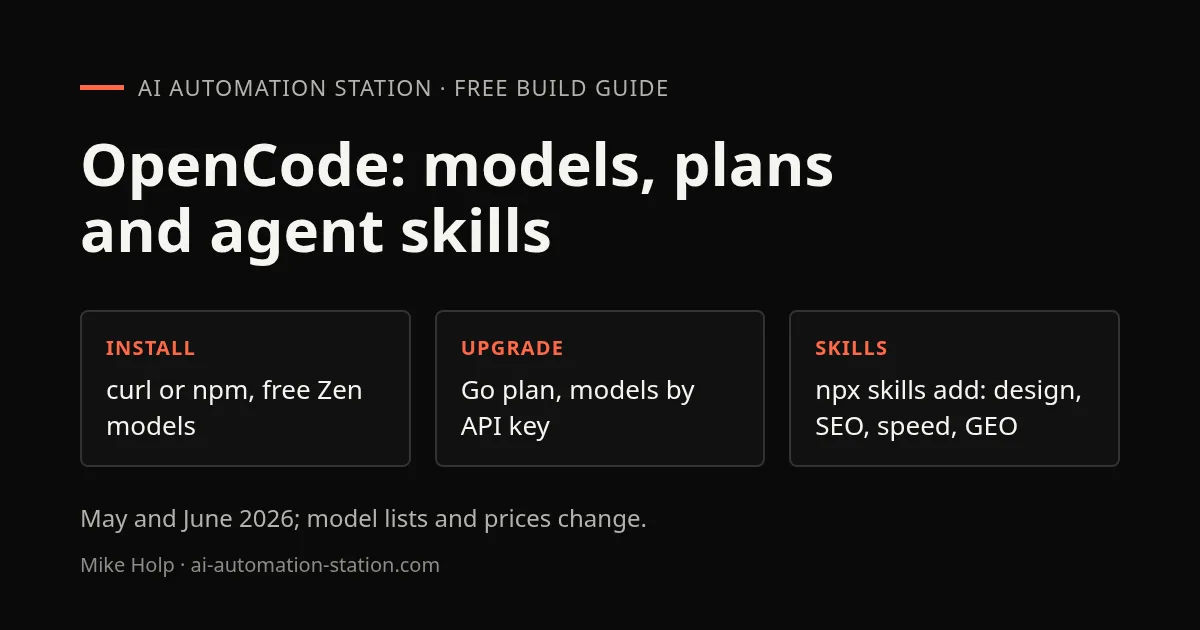 AI AUTOMATION STATION · FREE BUILD GUIDE
OpenCode: models, plans
and agent skills
INSTALL
curl or npm, free Zen
models
UPGRADE
Go plan, models by
API key
SKILLS
npx skills add: design,
SEO, speed, GEO
May and June 2026; model lists and prices change.
Mike Holp · ai-automation-station.com